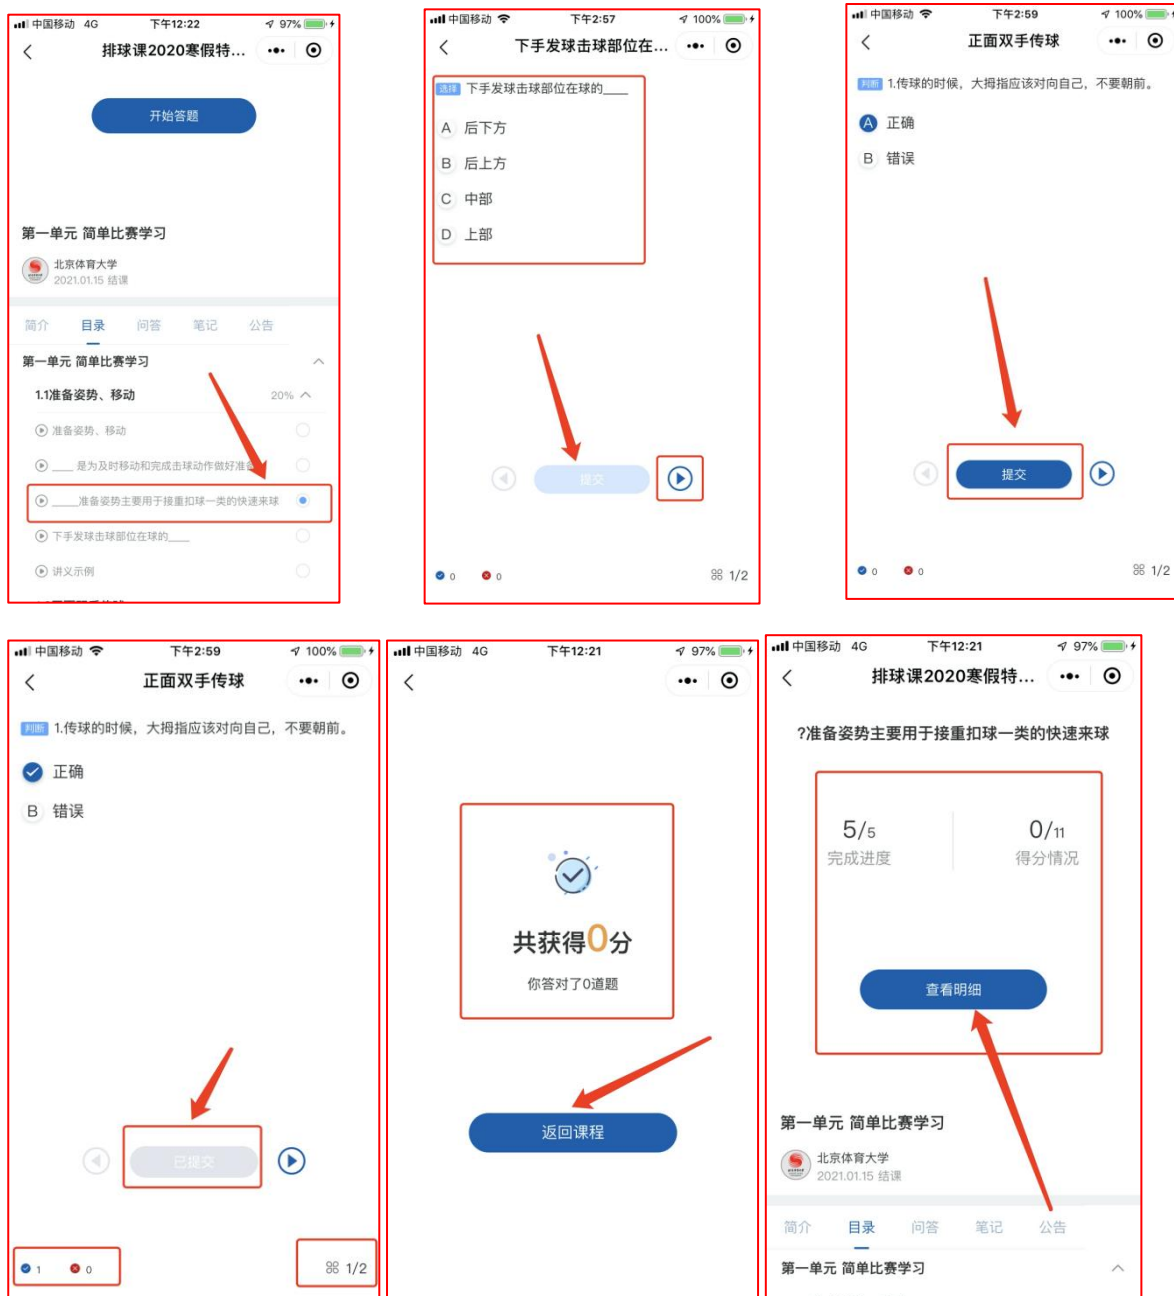 中国移动 4G 下午12:22 97%
排球课2020寒假特...
开始答题
第一单元 简单比赛学习
北京体育大学
2021.01.15 结课
简介 目录 问答 笔记 公告
第一单元 简单比赛学习
1.1准备姿势、移动 20%
准备姿势、移动
____ 是为及时移动和完成击球动作做好准备
____准备姿势主要用于接重扣球一类的快速来球
下手发球击球部位在球的____
讲义示例
中国移动 下午2:57 100%
下手发球击球部位在...
选择 下手发球击球部位在球的____
A 后下方
B 后上方
C 中部
D 上部
提交
0 0 1/2
中国移动 下午2:59 100%
正面双手传球
判断 1.传球的时候，大拇指应该对向自己，不要朝前。
A 正确
B 错误
提交
0 0 1/2
中国移动 下午2:59 100%
正面双手传球
判断 1.传球的时候，大拇指应该对向自己，不要朝前。
正确
B 错误
已提交
1 0 1/2
中国移动 4G 下午12:21 97%
共获得0分
你答对了0道题
返回课程
中国移动 4G 下午12:21 97%
排球课2020寒假特...
?准备姿势主要用于接重扣球一类的快速来球
5/5 0/11
完成进度 得分情况
查看明细
第一单元 简单比赛学习
北京体育大学
2021.01.15 结课
简介 目录 问答 笔记 公告
第一单元 简单比赛学习